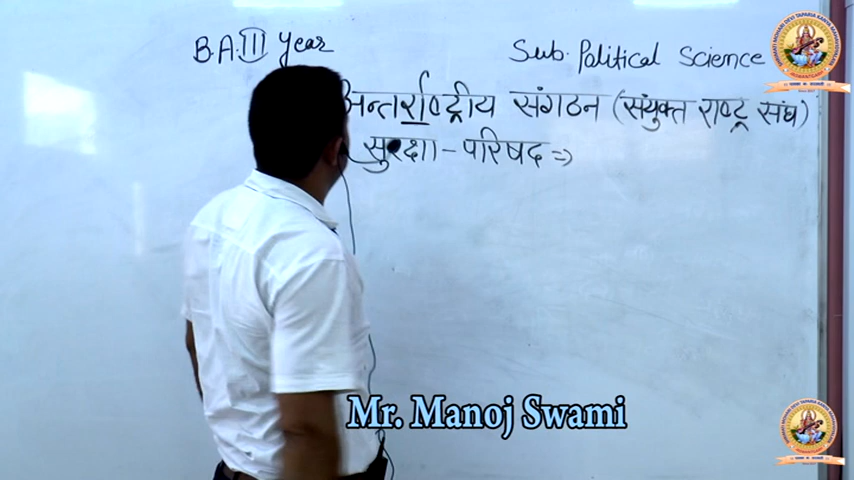 B.A. III year
Sub. Political Science
अन्तर्राष्ट्रीय संगठन (संयुक्त राष्ट्र संघ)
सुरक्षा - परिषद =>
Mr. Manoj Swami